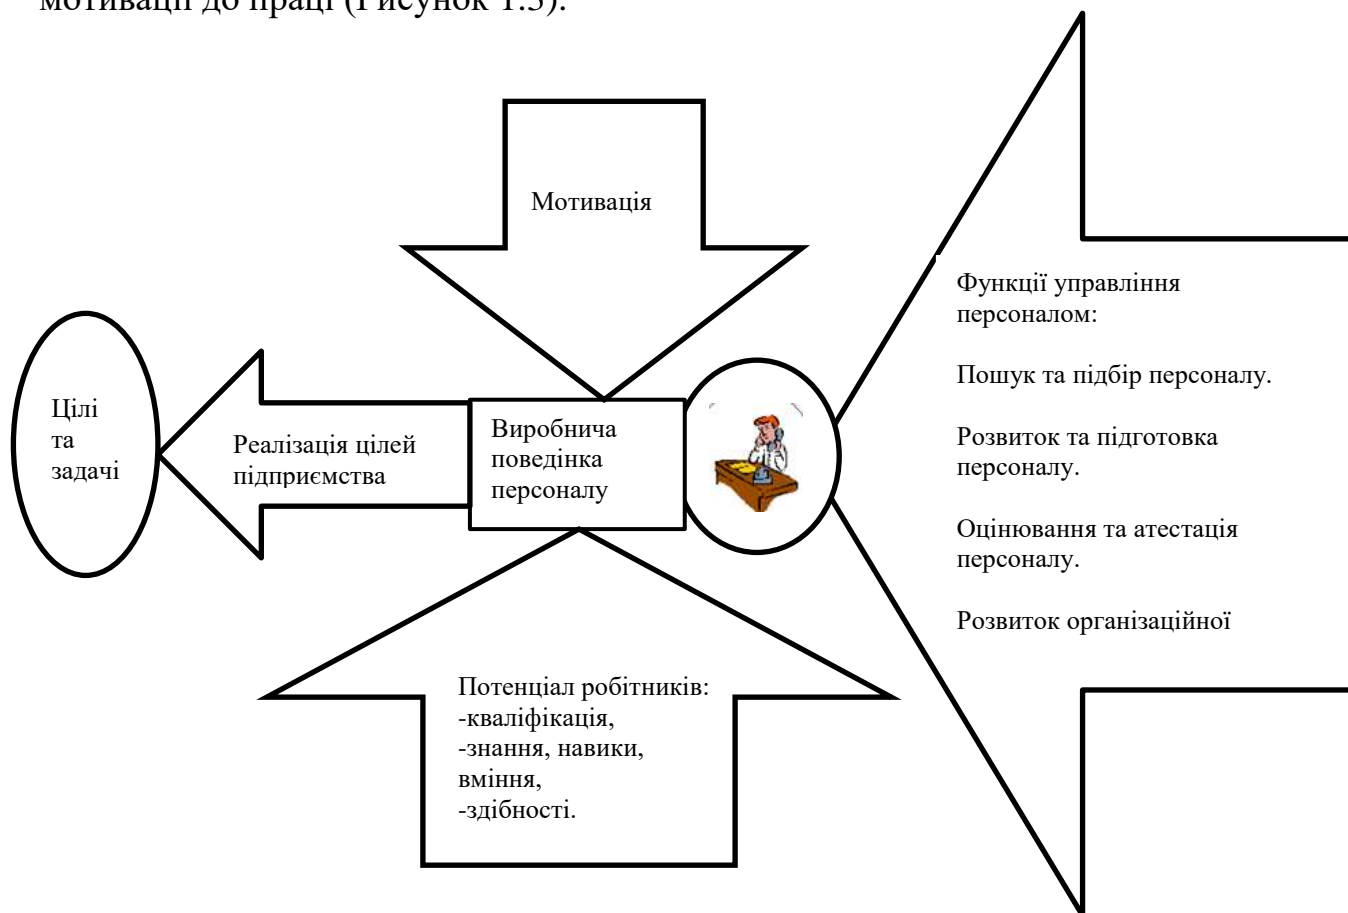 мотивації до праці (Рисунок 1.3).
Мотивація
Функції управління
персоналом:
Пошук та підбір персоналу.
Розвиток та підготовка
персоналу.
Оцінювання та атестація
персоналу.
Розвиток організаційної
Цілі
та
задачі
Реалізація цілей
підприємства
Виробнича
поведінка
персоналу
Потенціал робітників:
-кваліфікація,
-знання, навики,
вміння,
-здібності.